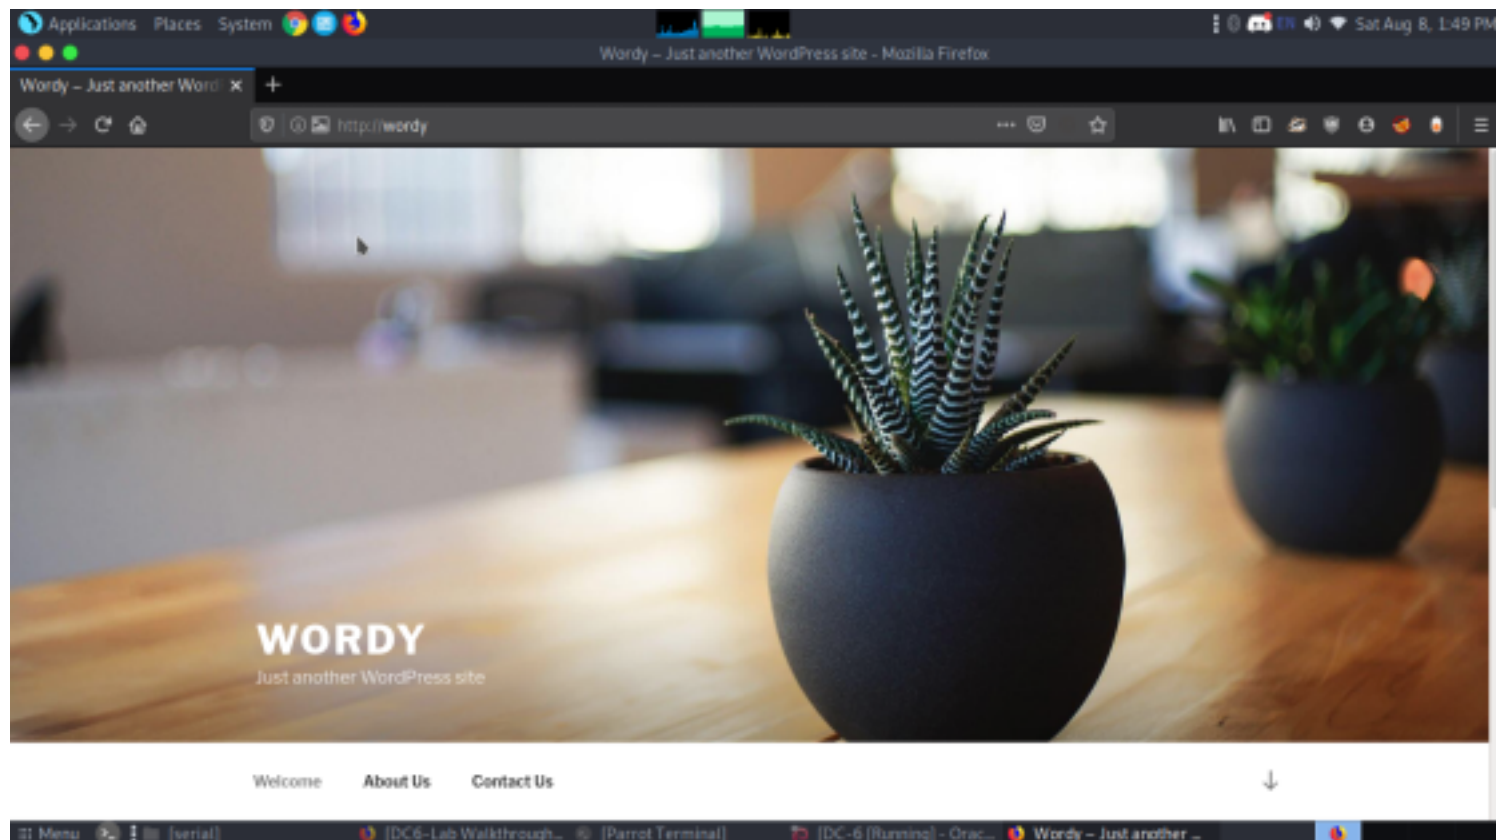 Applications Places System EN Sat Aug 8, 1:49 PM
Wordy – Just another WordPress site - Mozilla Firefox
Wordy – Just another Word
http://wordy
WORDY
Just another WordPress site
Welcome About Us Contact Us
Menu [serial] [DC6-Lab Walkthrough... [Parrot Terminal] [DC-6 [Running] - Orac... Wordy – Just another ...